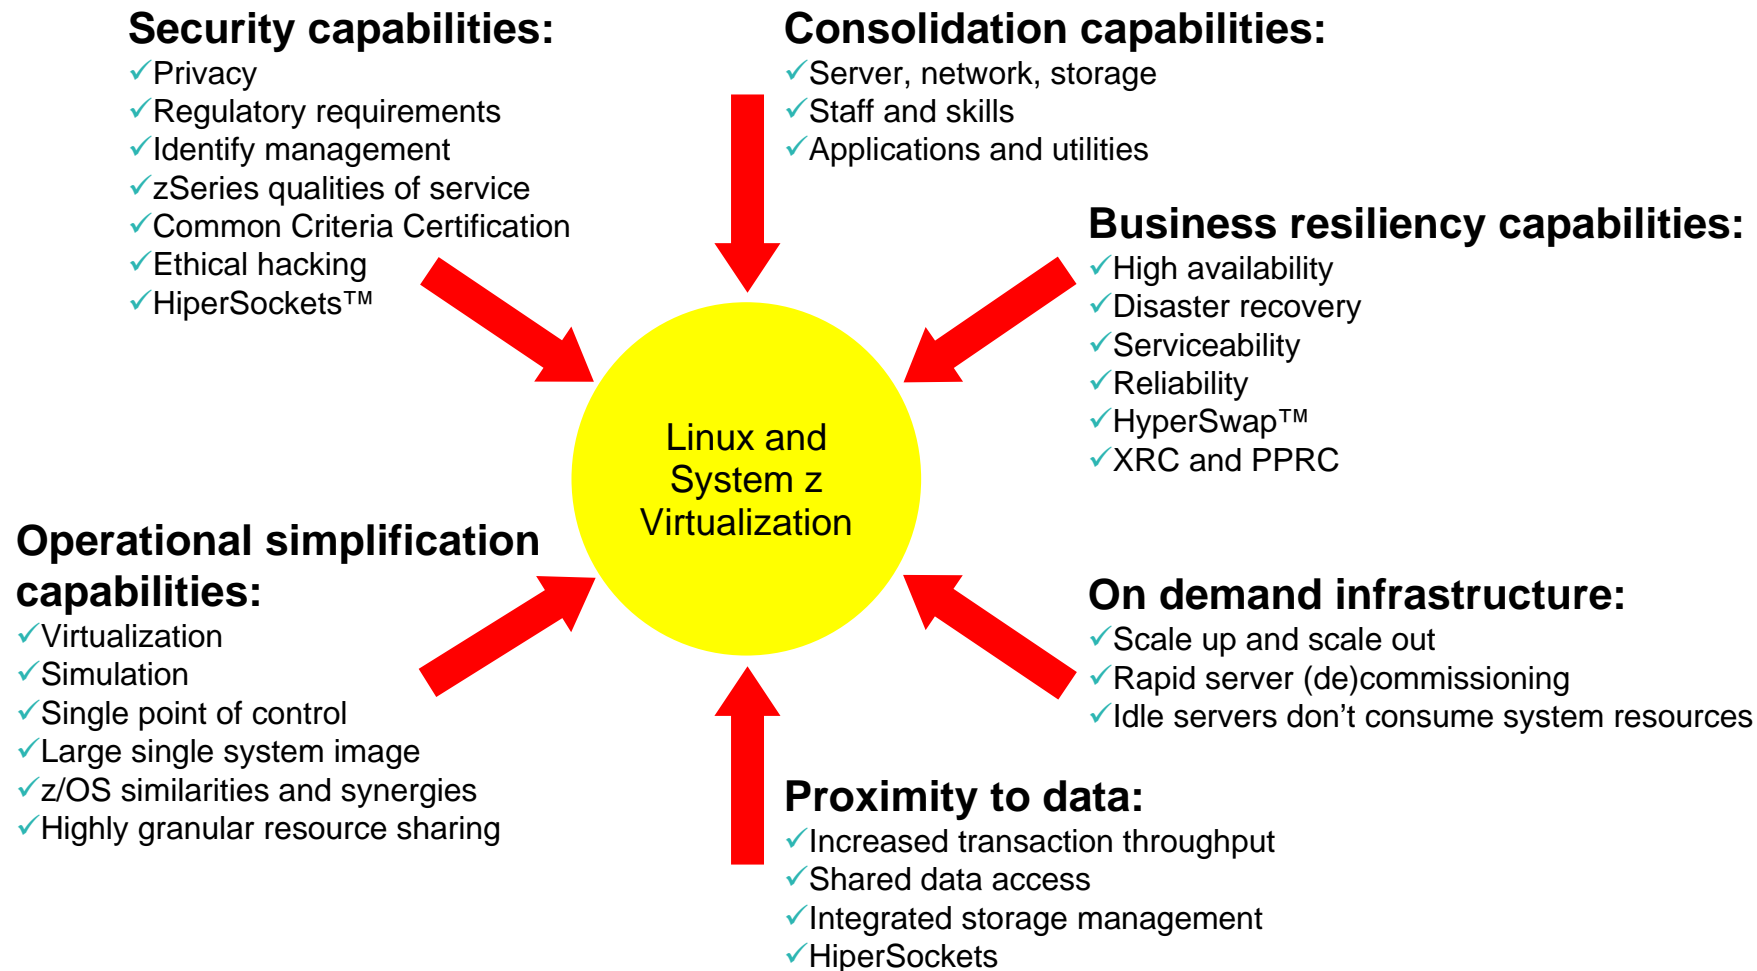 Security capabilities:
✓Privacy
✓Regulatory requirements
✓Identify management
✓zSeries qualities of service
✓Common Criteria Certification
✓Ethical hacking
✓HiperSockets™
Consolidation capabilities:
✓Server, network, storage
✓Staff and skills
✓Applications and utilities
Business resiliency capabilities:
✓High availability
✓Disaster recovery
✓Serviceability
✓Reliability
✓HyperSwap™
✓XRC and PPRC
Linux and
System z
Virtualization
Operational simplification
capabilities:
✓Virtualization
✓Simulation
✓Single point of control
✓Large single system image
✓z/OS similarities and synergies
✓Highly granular resource sharing
On demand infrastructure:
✓Scale up and scale out
✓Rapid server (de)commissioning
✓Idle servers don’t consume system resources
Proximity to data:
✓Increased transaction throughput
✓Shared data access
✓Integrated storage management
✓HiperSockets